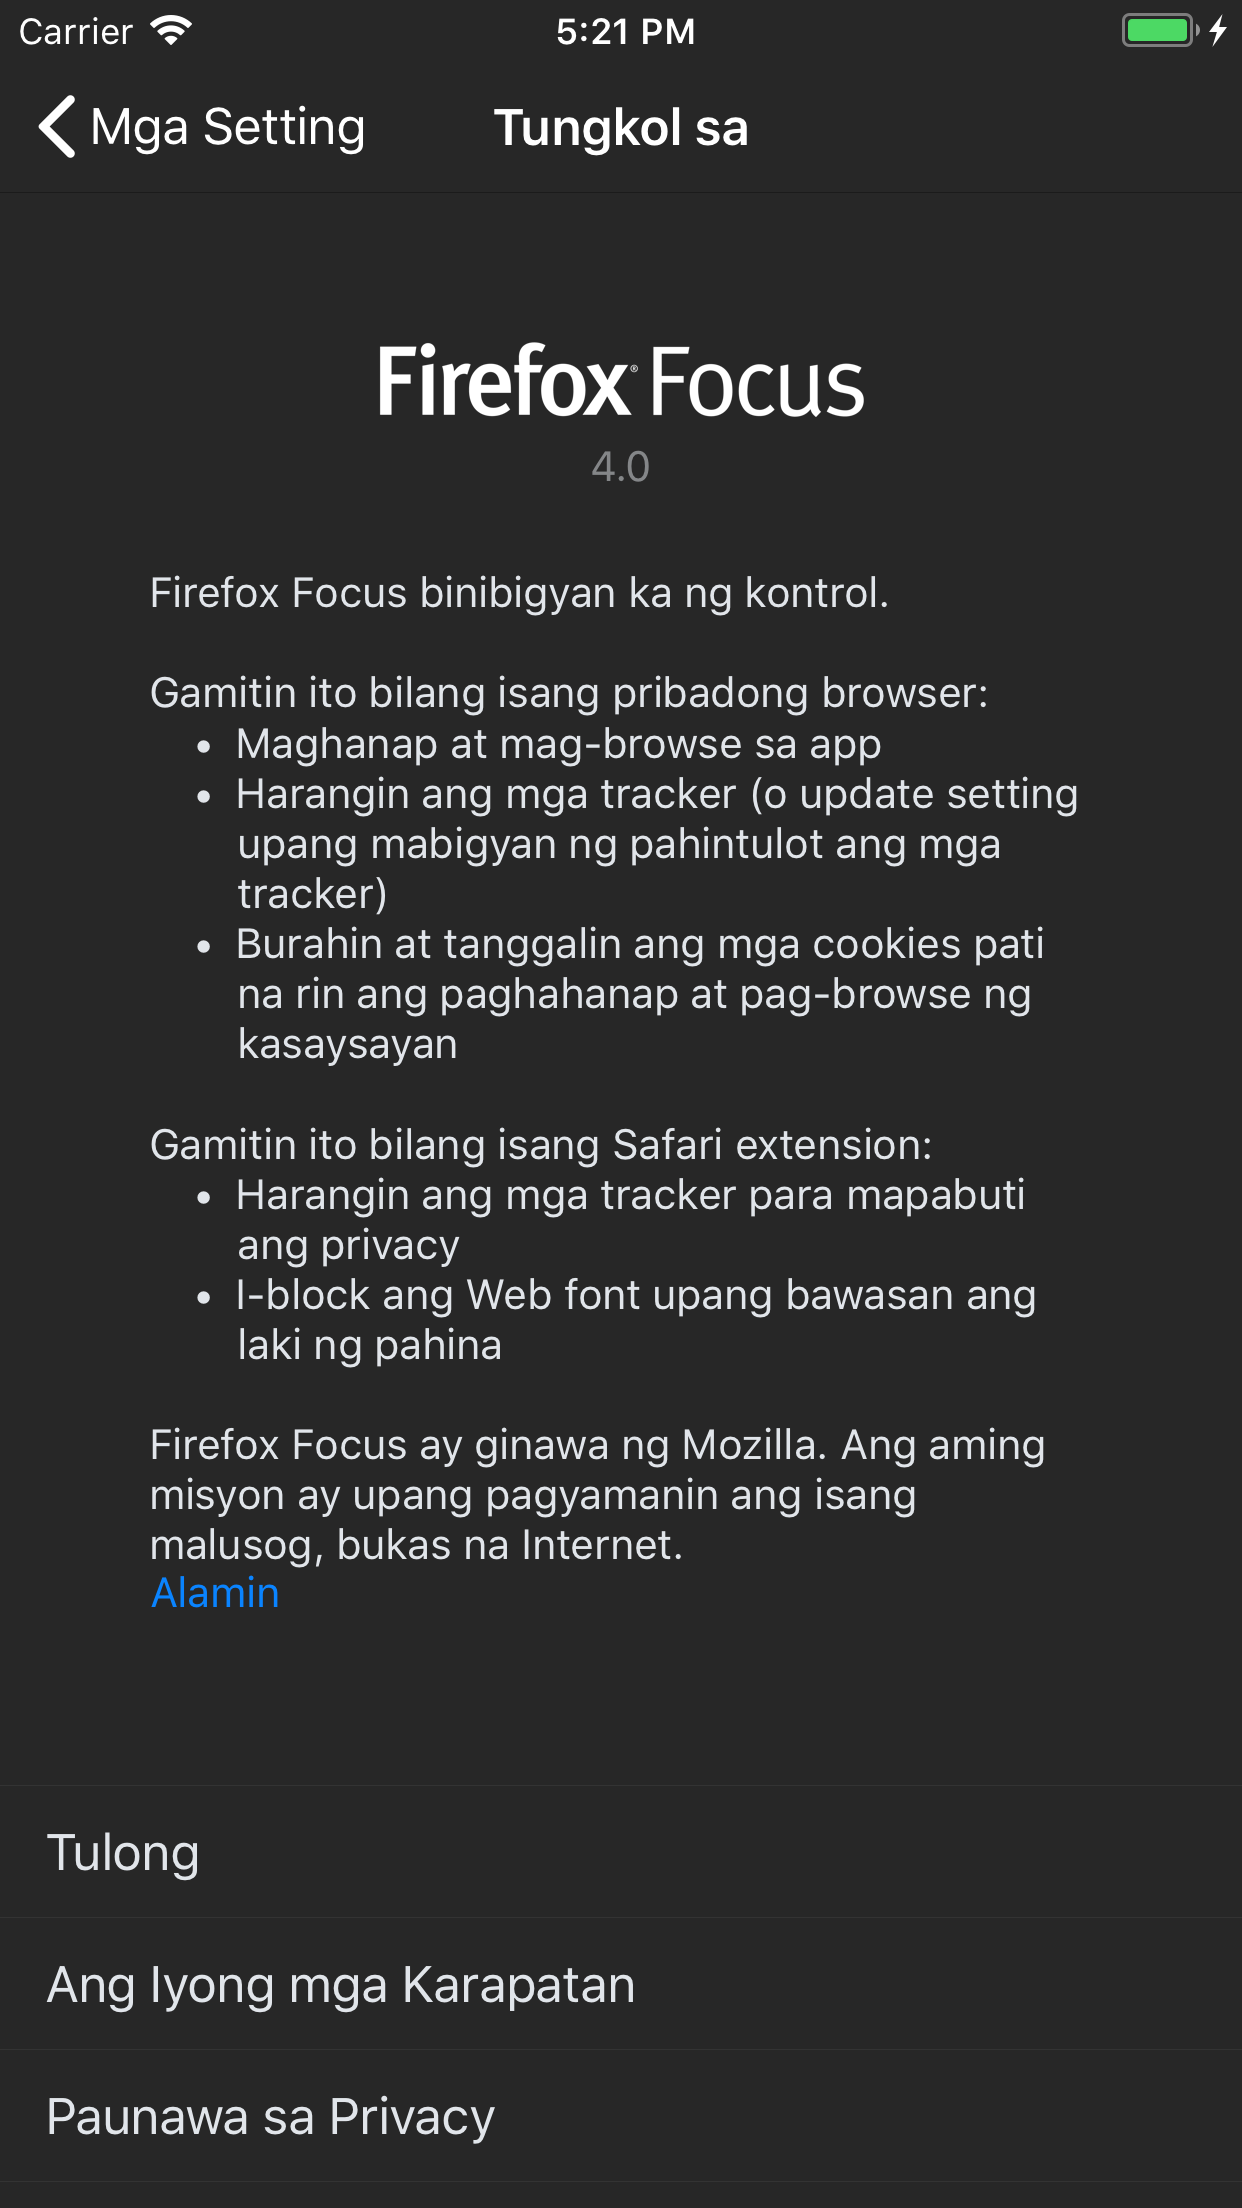 Carrier
5:21 PM
Mga Setting
Tungkol sa
Firefox® Focus
4.0
Firefox Focus binibigyan ka ng kontrol.
Gamitin ito bilang isang pribadong browser:
• Maghanap at mag-browse sa app
• Harangin ang mga tracker (o update setting
upang mabigyan ng pahintulot ang mga
tracker)
• Burahin at tanggalin ang mga cookies pati
na rin ang paghahanap at pag-browse ng
kasaysayan
Gamitin ito bilang isang Safari extension:
• Harangin ang mga tracker para mapabuti
ang privacy
• I-block ang Web font upang bawasan ang
laki ng pahina
Firefox Focus ay ginawa ng Mozilla. Ang aming
misyon ay upang pagyamanin ang isang
malusog, bukas na Internet.
Alamin
Tulong
Ang Iyong mga Karapatan
Paunawa sa Privacy